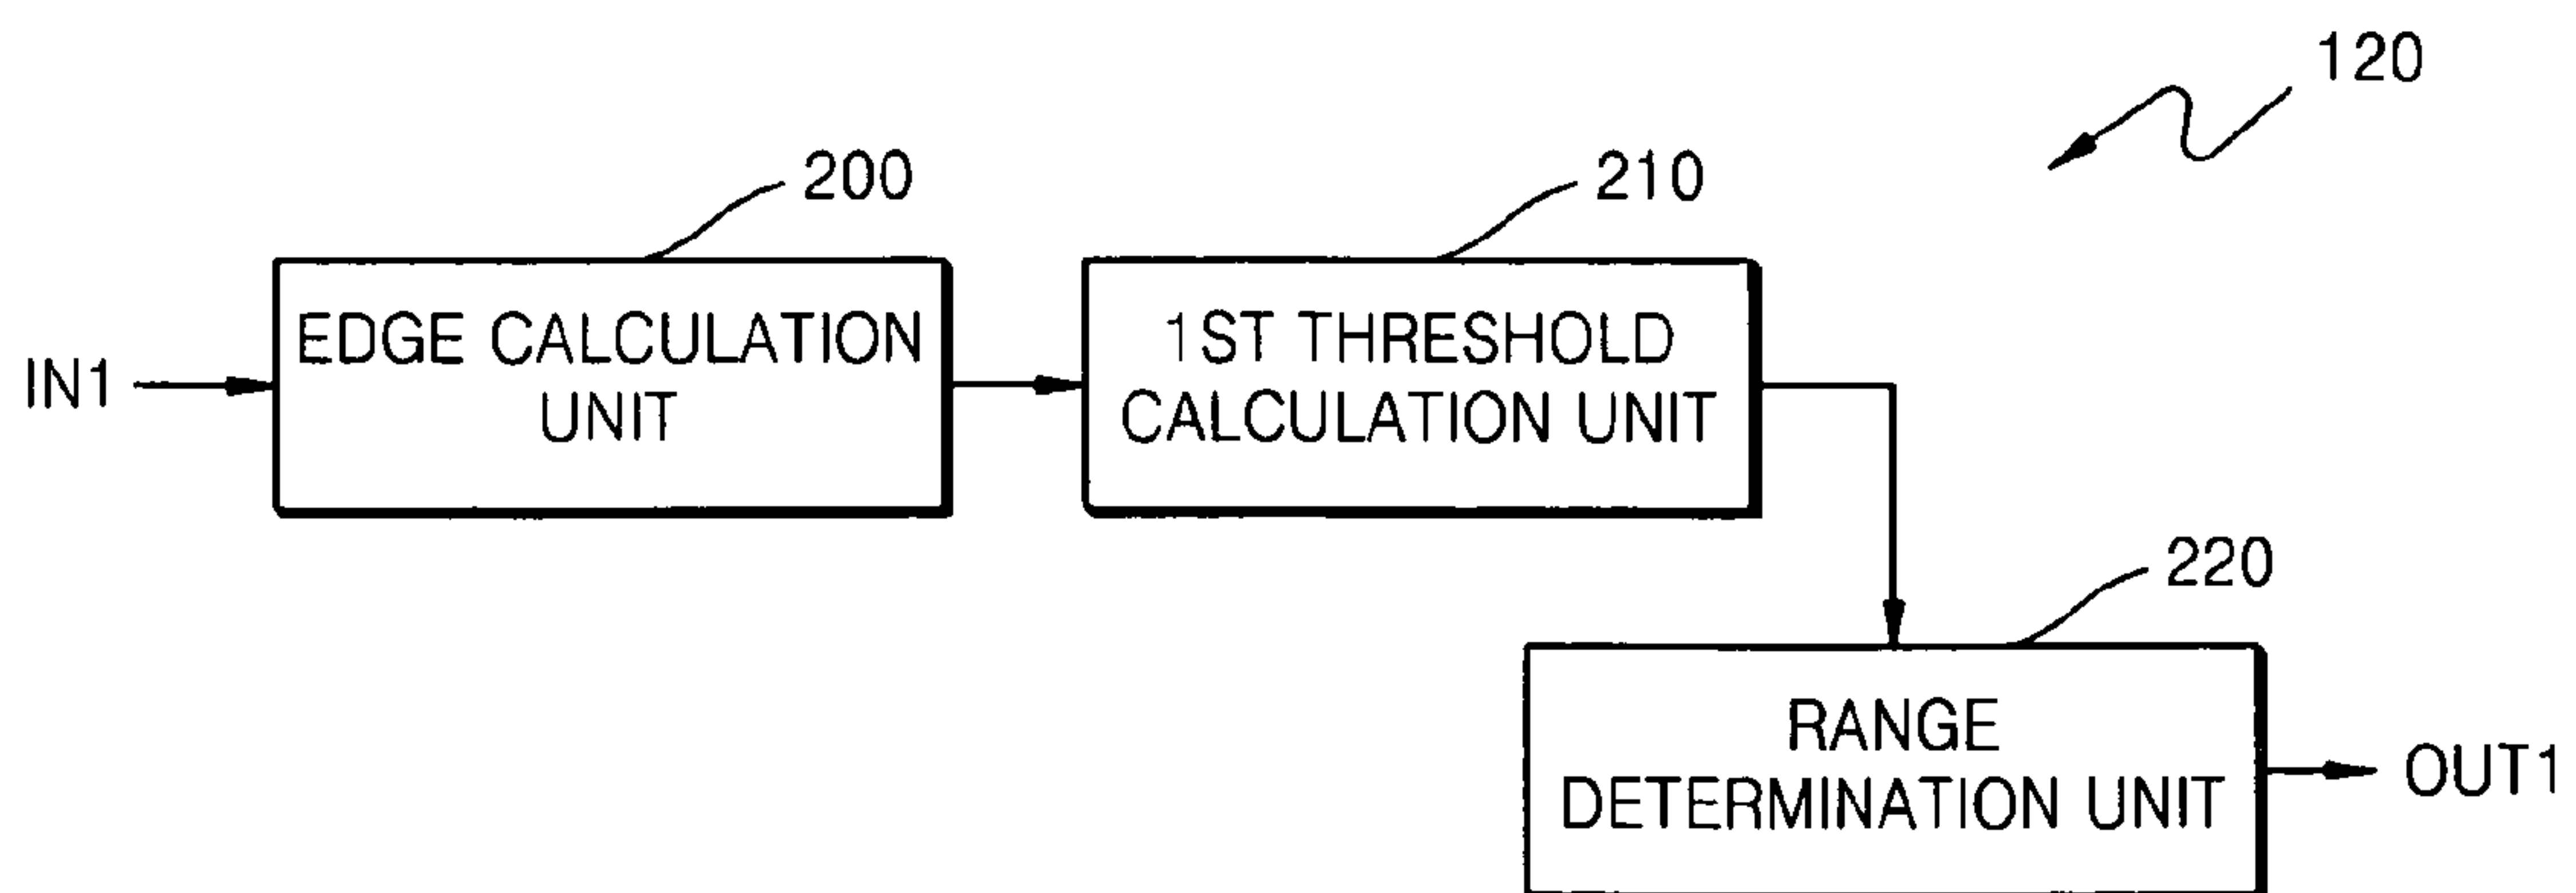 120
200
210
IN1
EDGE CALCULATION
UNIT
1ST THRESHOLD
CALCULATION UNIT
220
RANGE
DETERMINATION UNIT
OUT1